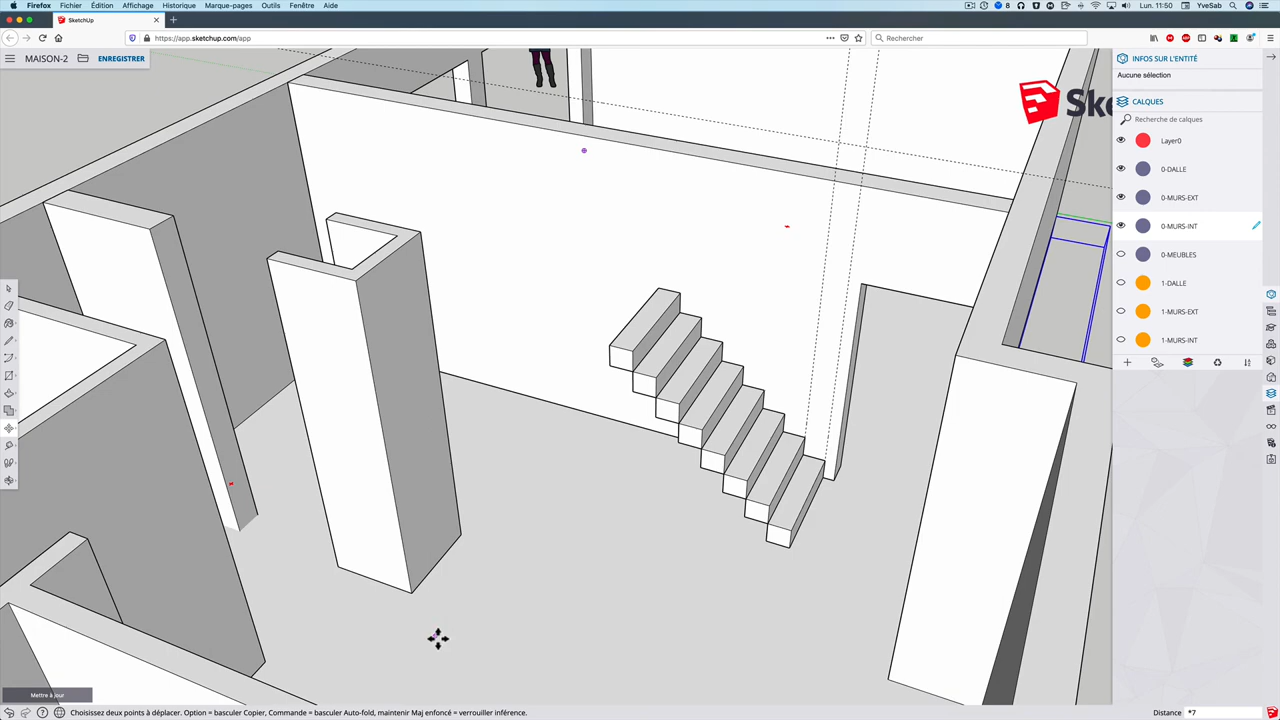 Firefox Fichier Édition Affichage Historique Marque-pages Outils Fenêtre Aide
8 Lun. 11:50 YveSab
SketchUp
https://app.sketchup.com/app
Rechercher
MAISON-2 ENREGISTRER
Ske
INFOS SUR L'ENTITÉ
Aucune sélection
CALQUES
Recherche de calques
Layer0
0-DALLE
0-MURS-EXT
0-MURS-INT
0-MEUBLES
1-DALLE
1-MURS-EXT
1-MURS-INT
Mettre à jour
Choisissez deux points à déplacer. Option = basculer Copier, Commande = basculer Auto-fold, maintenir Maj enfoncé = verrouiller inférence.
Distance *7